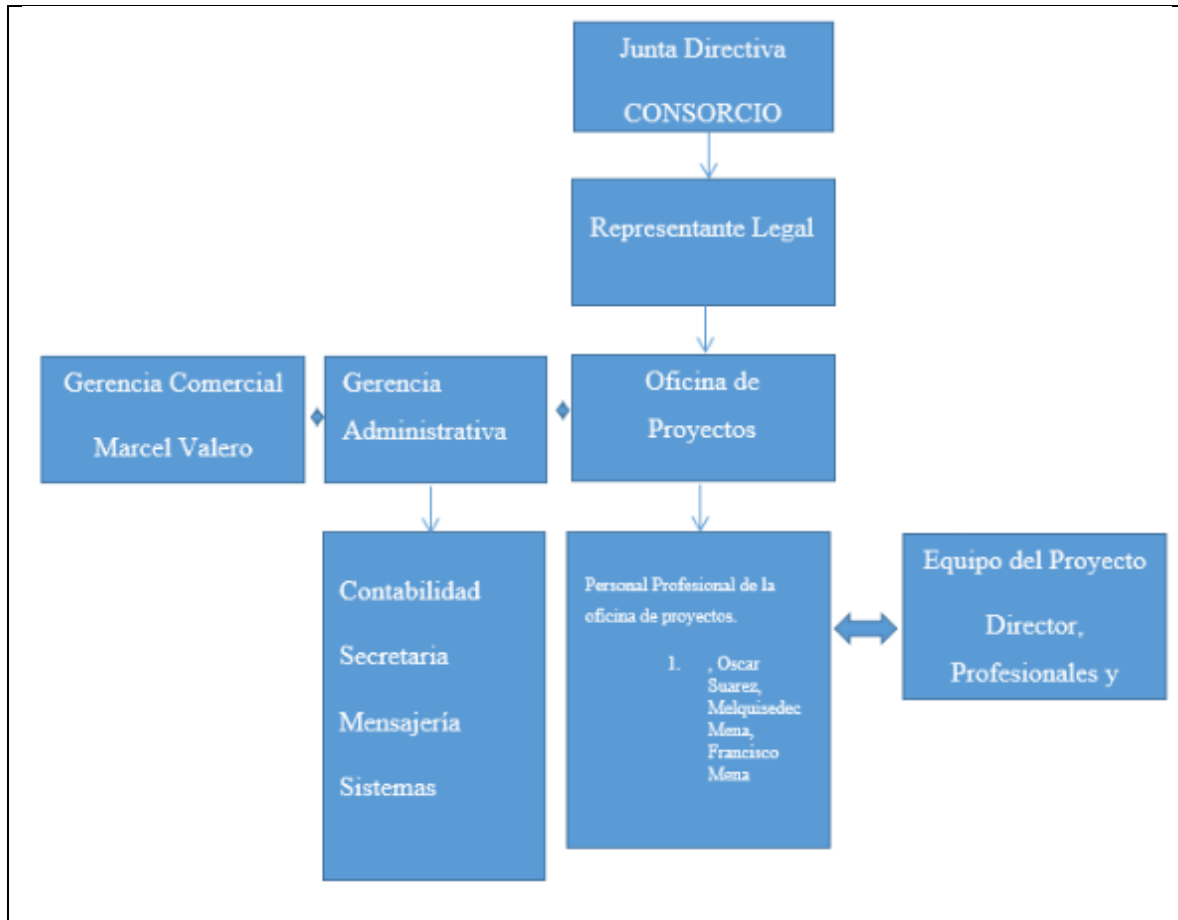 Junta Directiva
CONSORCIO
Representante Legal
Gerencia Comercial
Marcel Valero
Gerencia
Administrativa
Oficina de
Proyectos
Contabilidad
Secretaria
Mensajería
Sistemas
Personal Profesional de la
oficina de proyectos.
1. , Oscar
Suarez,
Melquisedec
Mena,
Francisco
Mena
Equipo del Proyecto
Director,
Profesionales y